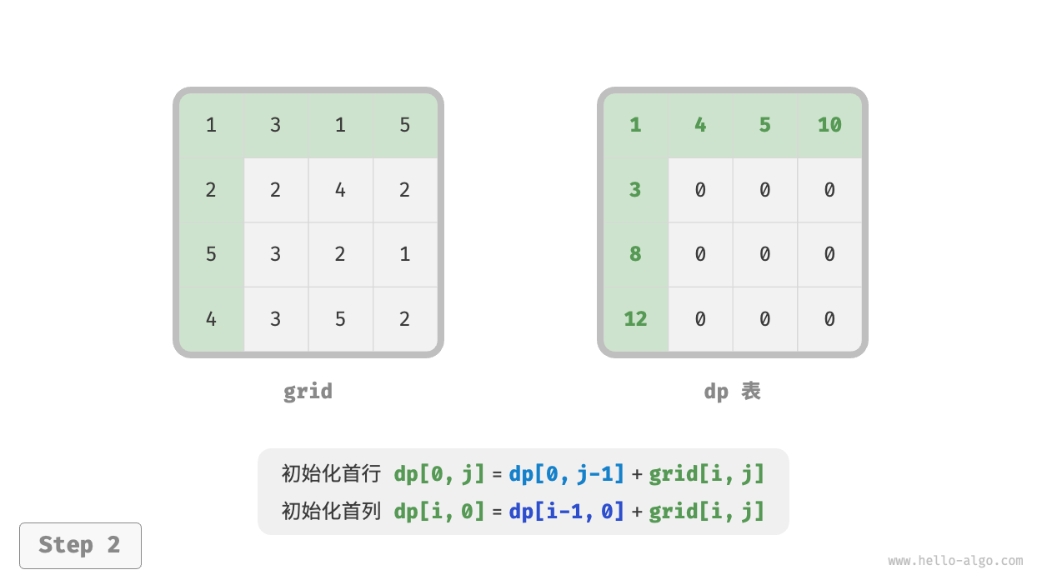 1 3 1 5
2 2 4 2
5 3 2 1
4 3 5 2
grid
1 4 5 10
3 0 0 0
8 0 0 0
12 0 0 0
dp 表
初始化首行 dp[0, j] = dp[0, j-1] + grid[i, j]
初始化首列 dp[i, 0] = dp[i-1, 0] + grid[i, j]
Step 2
www.hello-algo.com